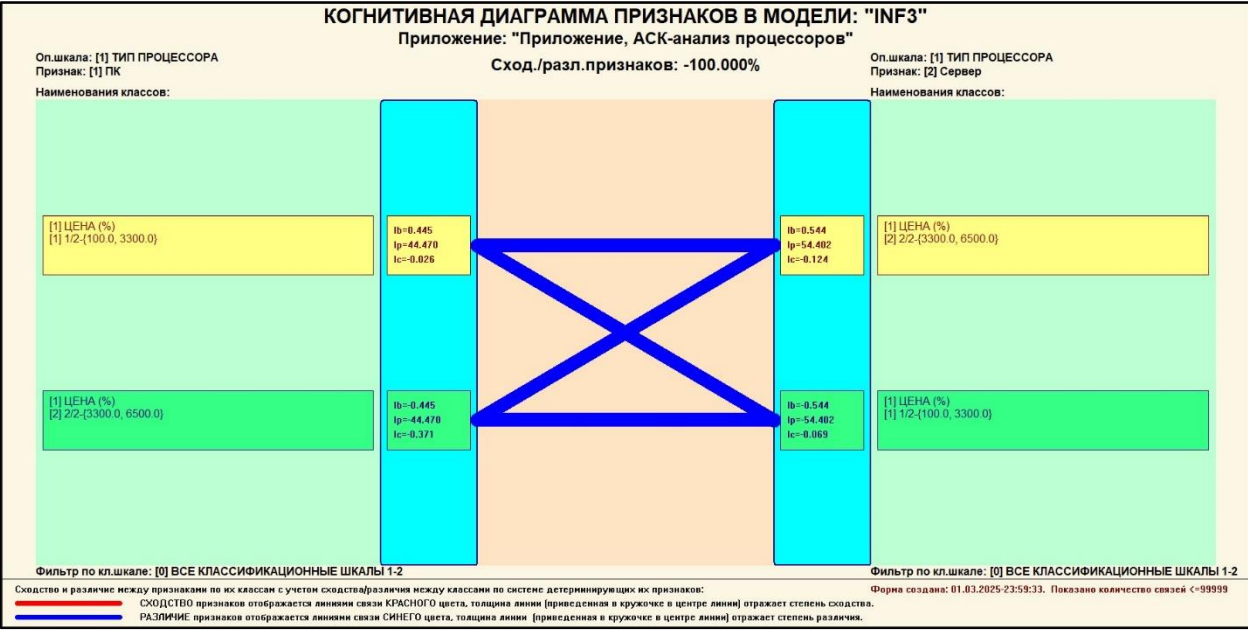 КОГНИТИВНАЯ ДИАГРАММА ПРИЗНАКОВ В МОДЕЛИ: "INF3"
Приложение: "Приложение, АСК-анализ процессоров"
Оп.шкала: [1] ТИП ПРОЦЕССОРА
Признак: [1] ПК
Сход./разл.признаков: -100.000%
Оп.шкала: [1] ТИП ПРОЦЕССОРА
Признак: [2] Сервер
Наименования классов:
Наименования классов:
[1] ЦЕНА (%)
[1] 1/2-{100.0, 3300.0}
Ib=0.445
Ip=44.470
Ic=-0.026
Ib=0.544
Ip=54.402
Ic=-0.124
[1] ЦЕНА (%)
[2] 2/2-{3300.0, 6500.0}
[1] ЦЕНА (%)
[2] 2/2-{3300.0, 6500.0}
Ib=-0.445
Ip=-44.470
Ic=-0.371
Ib=-0.544
Ip=-54.402
Ic=-0.069
[1] ЦЕНА (%)
[1] 1/2-{100.0, 3300.0}
Фильтр по кл.шкале: [0] ВСЕ КЛАССИФИКАЦИОННЫЕ ШКАЛЫ 1-2
Фильтр по кл.шкале: [0] ВСЕ КЛАССИФИКАЦИОННЫЕ ШКАЛЫ 1-2
Сходство и различие между признаками по их классам с учетом сходства/различия между классами по системе детерминирующих их признаков:
Форма создана: 01.03.2025-23:59:33. Показано количество связей <=99999
СХОДСТВО признаков отображается линиями связи КРАСНОГО цвета, толщина линии (приведенная в кружочке в центре линии) отражает степень сходства.
РАЗЛИЧИЕ признаков отображается линиями связи СИНЕГО цвета, толщина линии (приведенная в кружочке в центре линии) отражает степень различия.